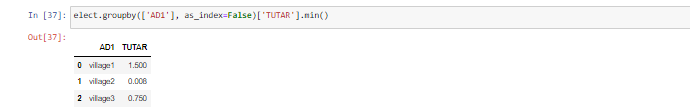 In [37]: elect.groupby(['AD1'], as_index=False)['TUTAR'].min()
Out[37]:
AD1 TUTAR
0 village1 1.500
1 village2 0.008
2 village3 0.750